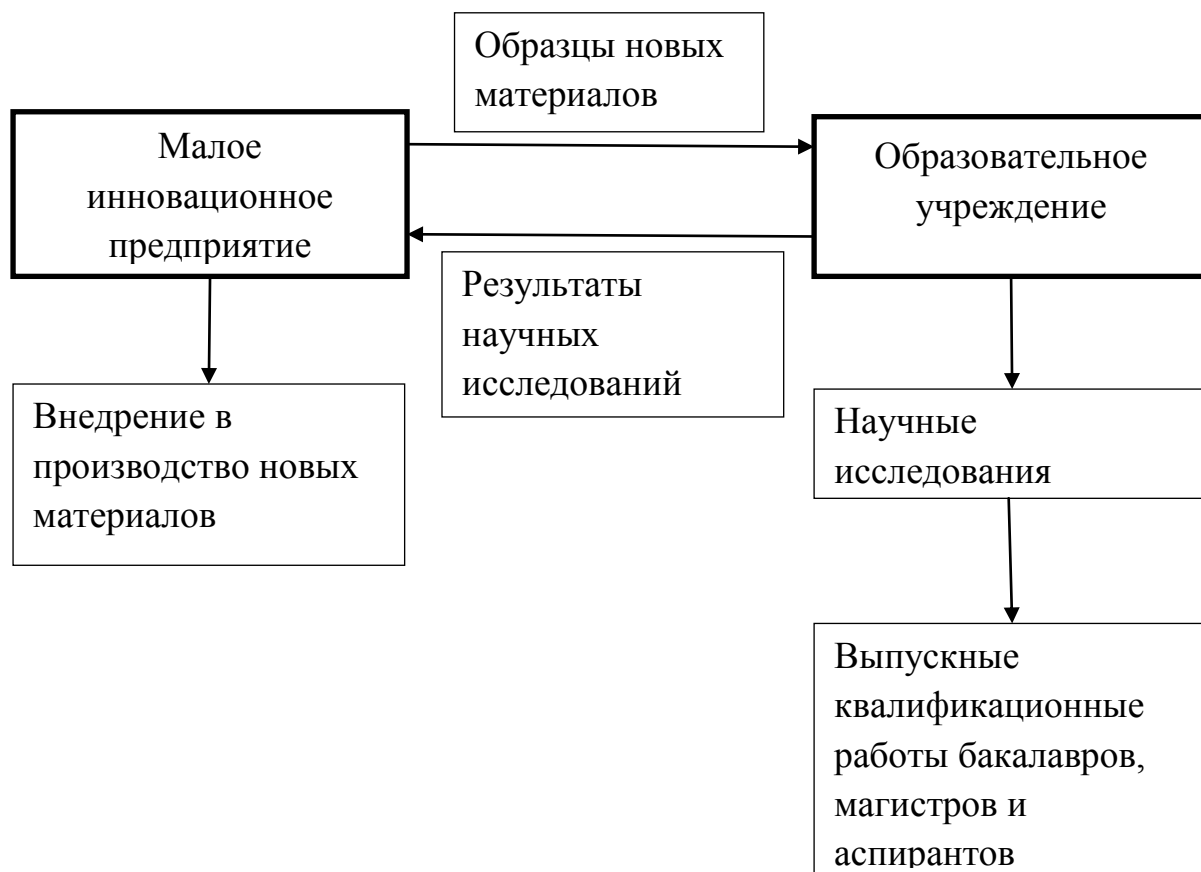 Образцы новых
материалов
Малое
инновационное
предприятие
Образовательное
учреждение
Результаты
научных
исследований
Внедрение в
производство новых
материалов
Научные
исследования
Выпускные
квалификационные
работы бакалавров,
магистров и
аспирантов